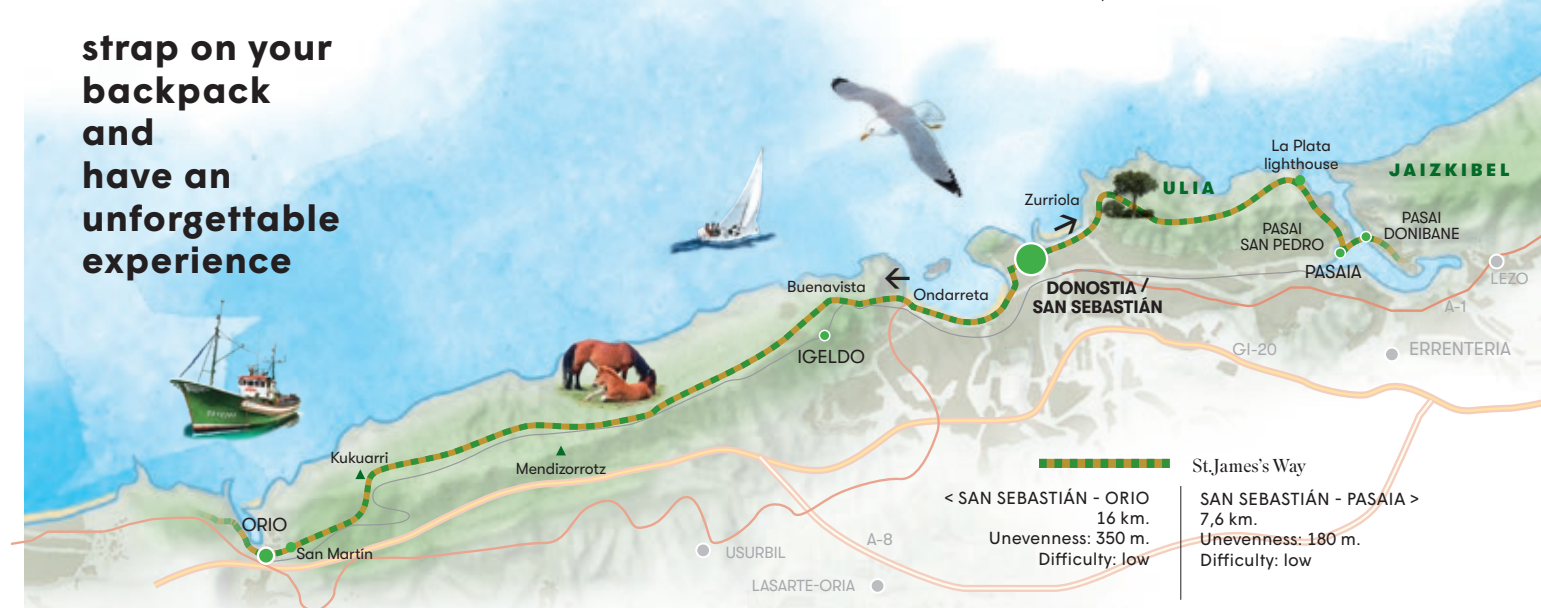 strap on your
backpack
and
have an
unforgettable
experience
La Plata
lighthouse
JAIZKIBEL
ULIA
Zurriola
PASAI
SAN PEDRO
PASAI
DONIBANE
PASAIA
LEZO
DONOSTIA /
SAN SEBASTIÁN
Buenavista
Ondarreta
IGELDO
A-1
GI-20
ERRENTERIA
Kukuarri
Mendizorrotz
ORIO
San Martín
USURBIL
A-8
LASARTE-ORIA
St.James's Way
< SAN SEBASTIÁN - ORIO
16 km.
Unevenness: 350 m.
Difficulty: low
SAN SEBASTIÁN - PASAIA >
7,6 km.
Unevenness: 180 m.
Difficulty: low